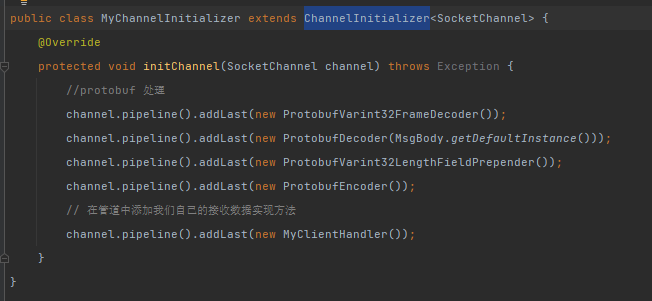 public class MyChannelInitializer extends ChannelInitializer<SocketChannel> {
@Override
protected void initChannel(SocketChannel channel) throws Exception {
//protobuf 处理
channel.pipeline().addLast(new ProtobufVarint32FrameDecoder());
channel.pipeline().addLast(new ProtobufDecoder(MsgBody.getDefaultInstance()));
channel.pipeline().addLast(new ProtobufVarint32LengthFieldPrepender());
channel.pipeline().addLast(new ProtobufEncoder());
// 在管道中添加我们自己的接收数据实现方法
channel.pipeline().addLast(new MyClientHandler());
}
}